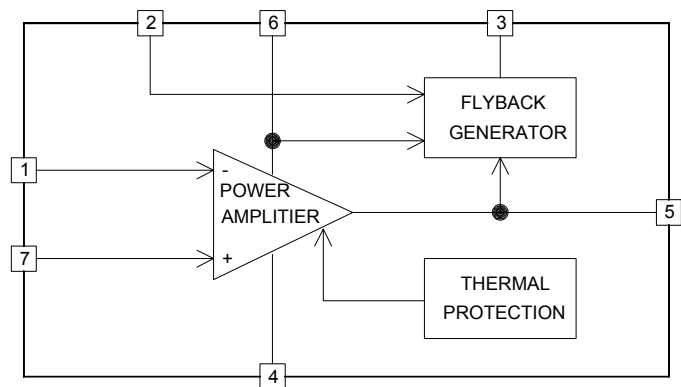 2
6
3
FLYBACK
GENERATOR
1
-
POWER
AMPLITIER
5
7
+
THERMAL
PROTECTION
4